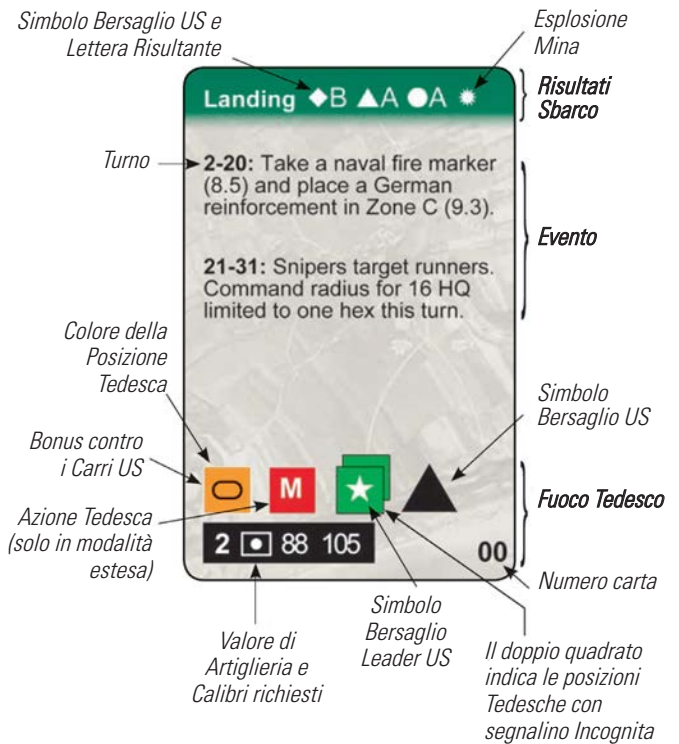 Simbolo Bersaglio US e
Lettera Risultante
Esplosione
Mina
Landing ◆B ▲A ●A
Risultati
Sbarco
Turno
2-20: Take a naval fire marker
(8.5) and place a German
reinforcement in Zone C (9.3).
Evento
21-31: Snipers target runners.
Command radius for 16 HQ
limited to one hex this turn.
Colore della
Posizione
Tedesca
Simbolo
Bersaglio US
Bonus contro
i Carri US
M
Fuoco Tedesco
Azione Tedesca
(solo in modalità
estesa)
2 88 105
00
Numero carta
Valore di
Artiglieria e
Calibri richiesti
Simbolo
Bersaglio
Leader US
Il doppio quadrato
indica le posizioni
Tedesche con
segnalino Incognita